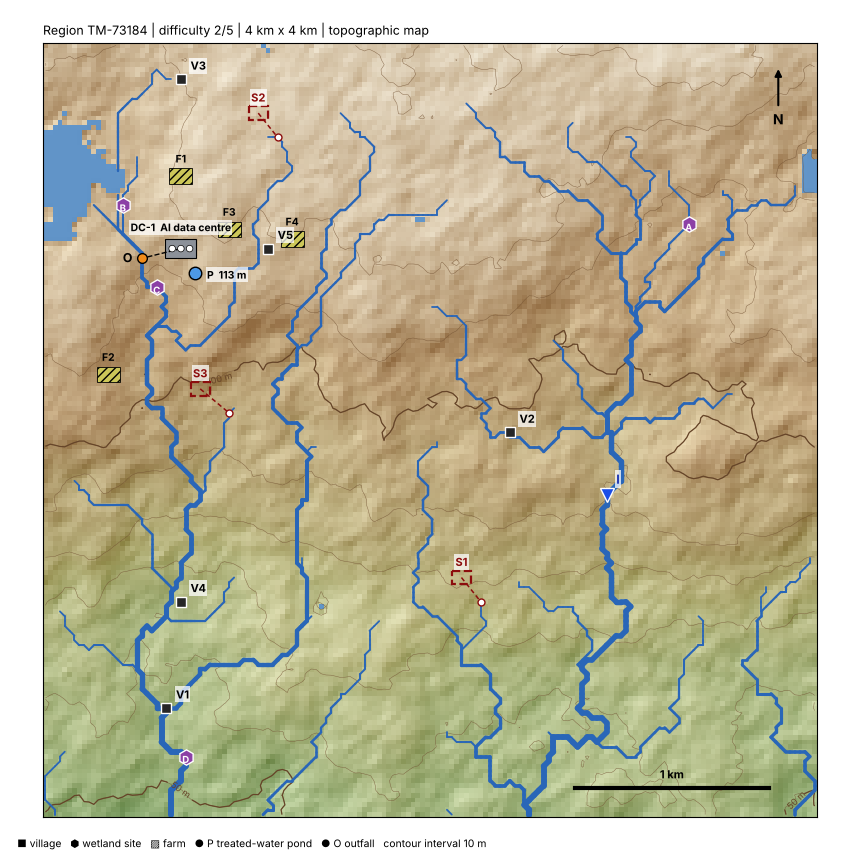 Region TM-73184 | difficulty 2/5 | 4 km x 4 km | topographic map
V3
S2
N
F1
A
B
F3
F4
DC-1 AI data centre
V5
O
P 113 m
C
F2
S3
V2
I
S1
V4
V1
D
1 km
50 m
■ village ⬢ wetland site ▨ farm ● P treated-water pond ● O outfall contour interval 10 m